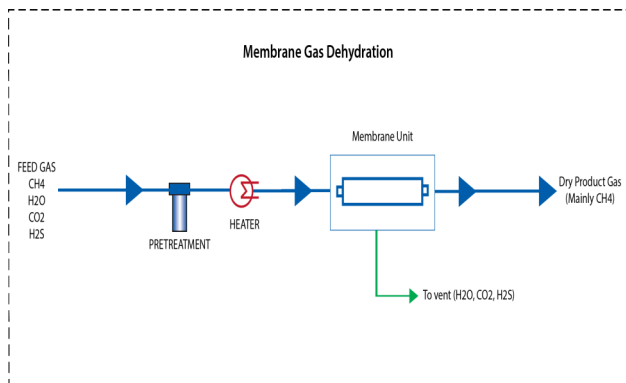 Membrane Gas Dehydration
Membrane Unit
FEED GAS
CH4
H2O
CO2
H2S
PRETREATMENT
HEATER
Dry Product Gas
(Mainly CH4)
To vent (H2O, CO2, H2S)